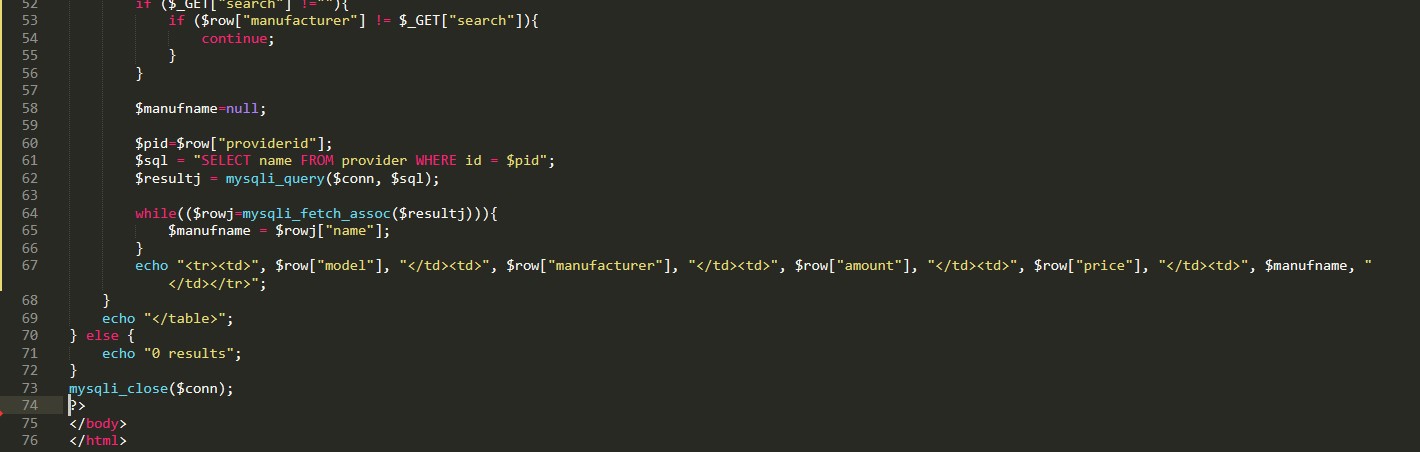 52 if ($_GET["search"] !=""){
53 if ($row["manufacturer"] != $_GET["search"]){
54 continue;
55 }
56 }
57
58 $manufname=null;
59
60 $pid=$row["providerid"];
61 $sql = "SELECT name FROM provider WHERE id = $pid";
62 $resultj = mysqli_query($conn, $sql);
63
64 while(($rowj=mysqli_fetch_assoc($resultj))){
65 $manufname = $rowj["name"];
66 }
67 echo "<tr><td>", $row["model"], "</td><td>", $row["manufacturer"], "</td><td>", $row["amount"], "</td><td>", $row["price"], "</td><td>", $manufname, "
</td></tr>";
68 }
69 echo "</table>";
70 } else {
71 echo "0 results";
72 }
73 mysqli_close($conn);
74 ?>
75 </body>
76 </html>